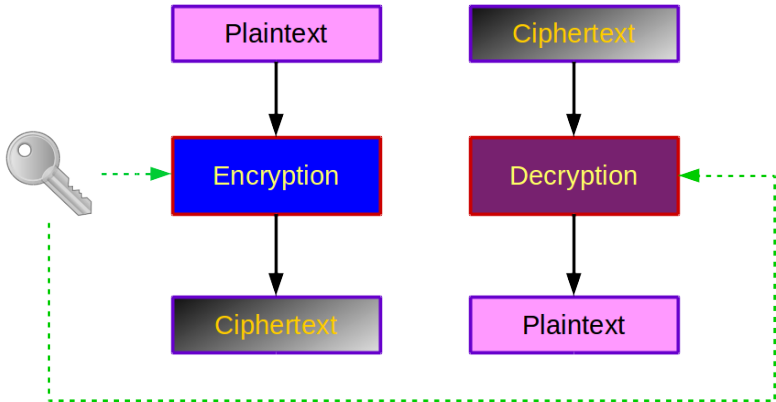 Plaintext
Ciphertext
Encryption
Decryption
Ciphertext
Plaintext